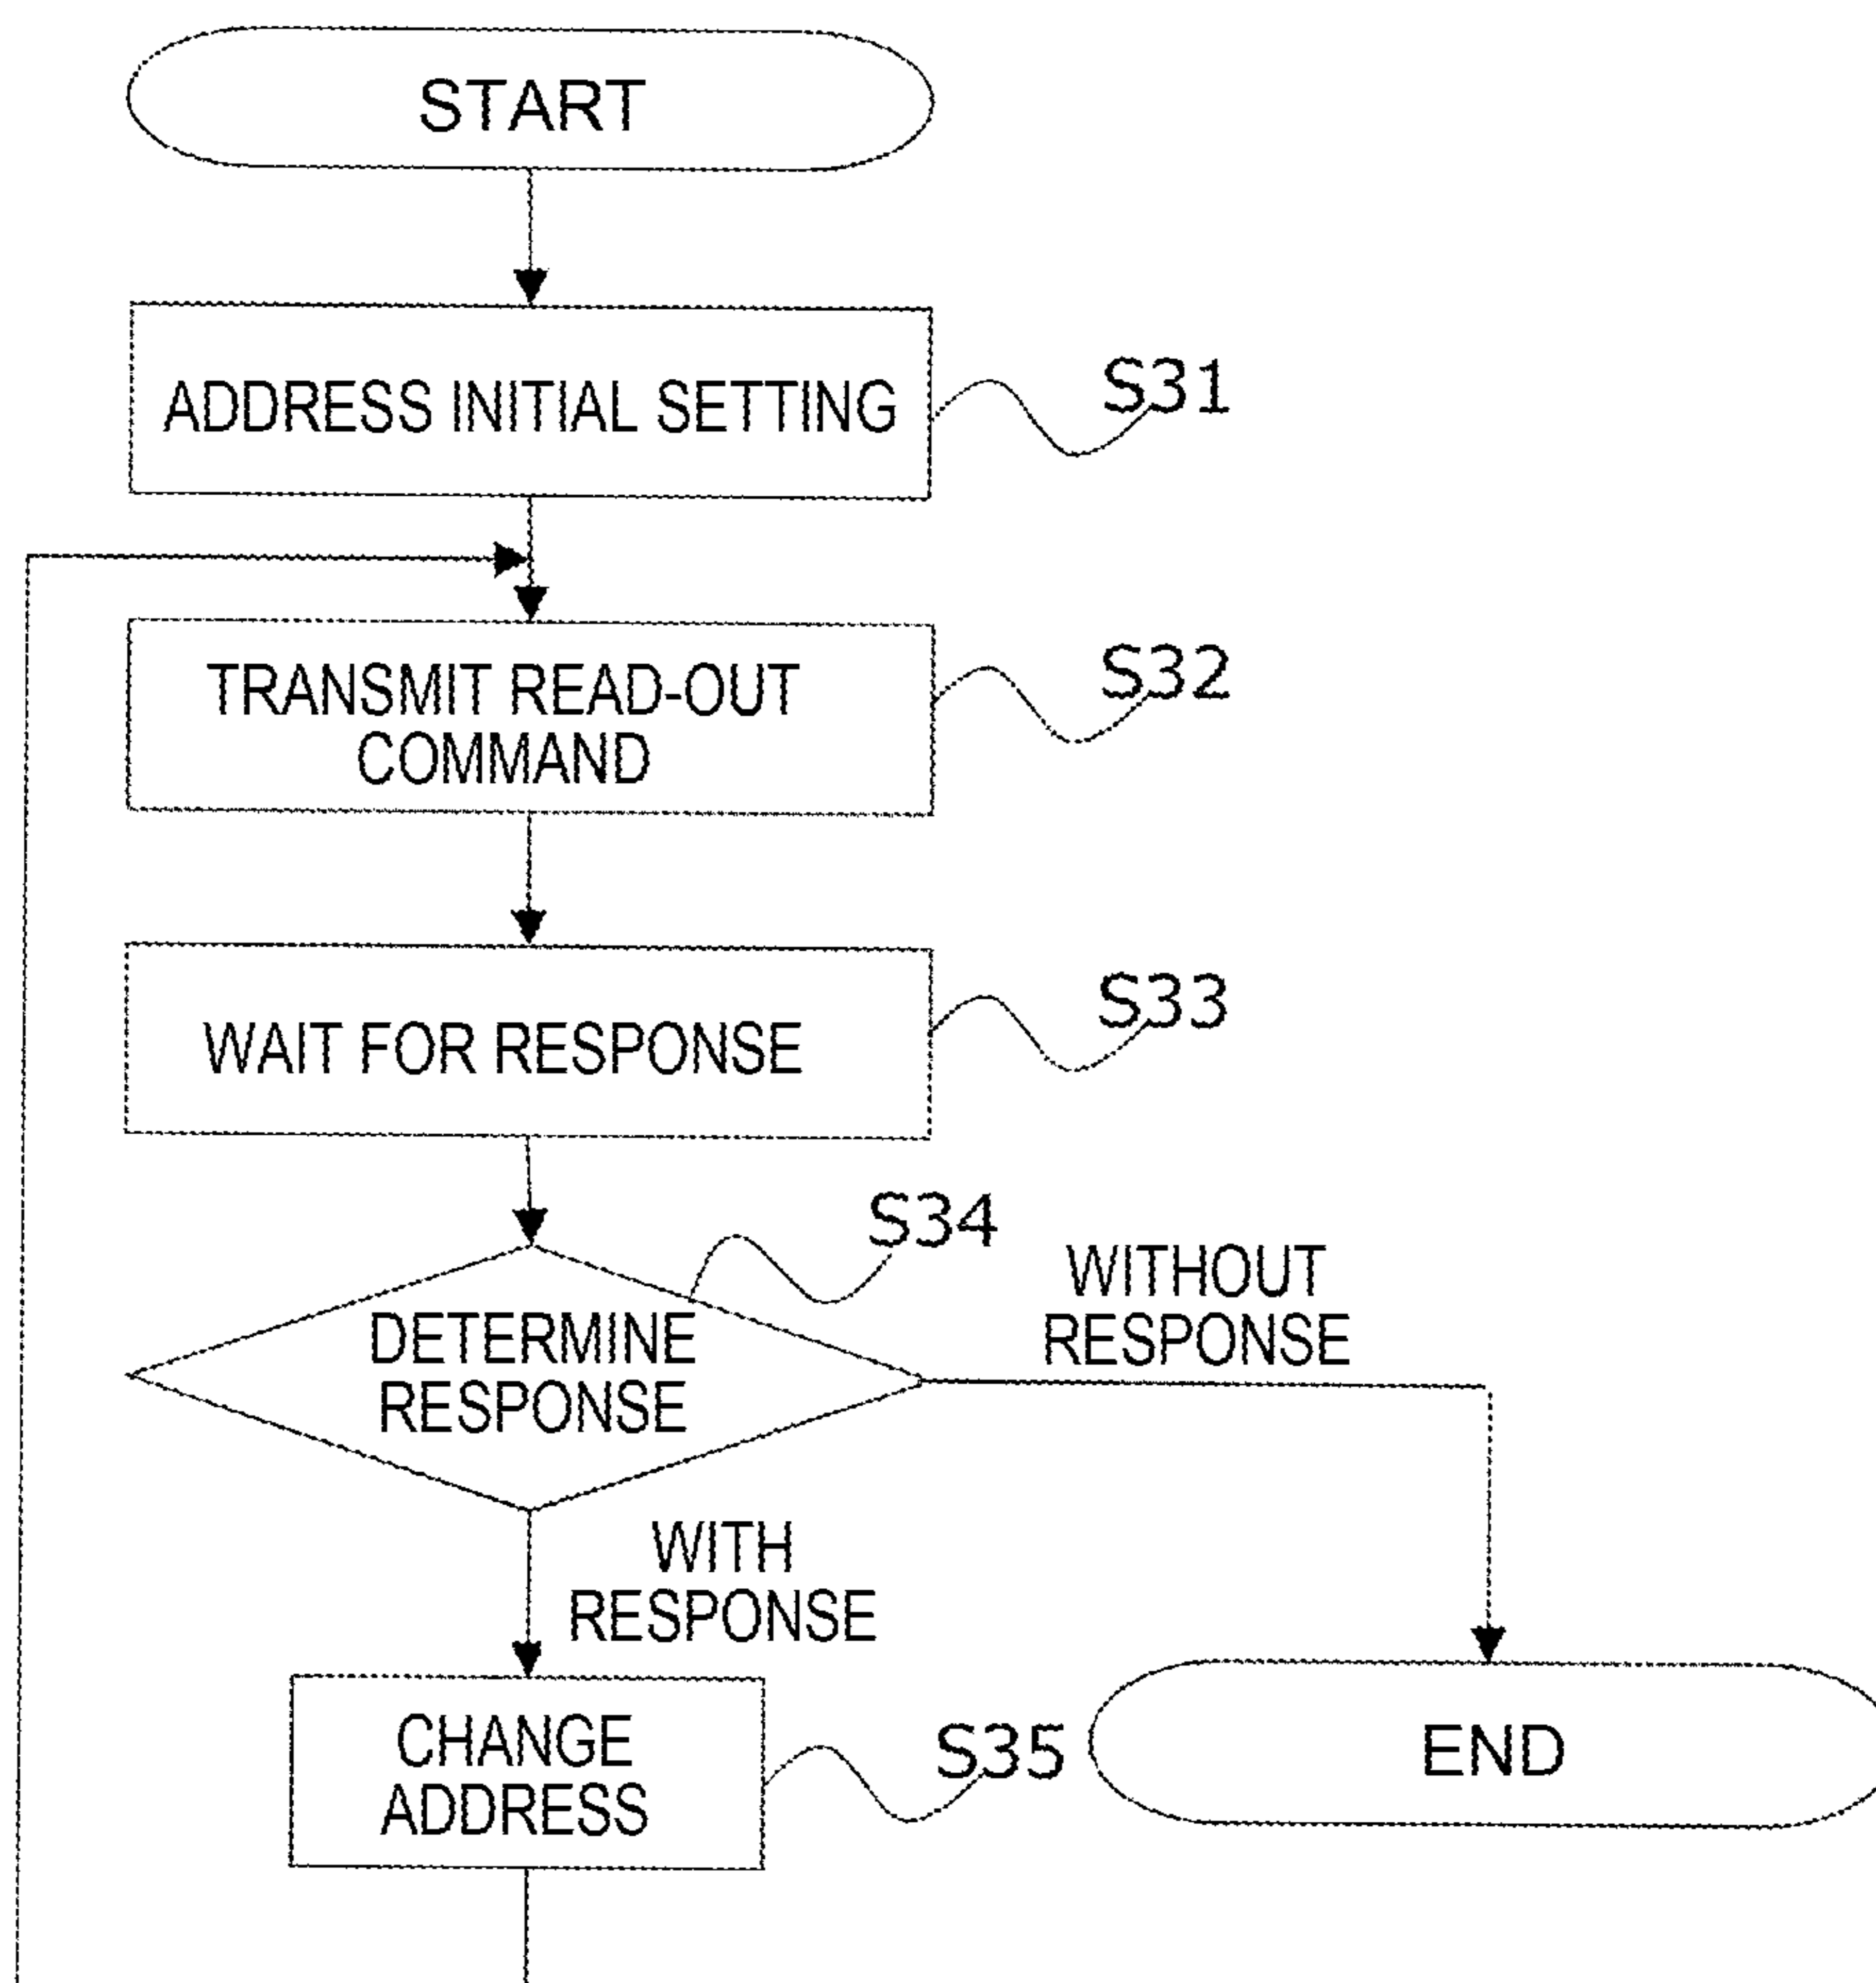 START
ADDRESS INITIAL SETTING
S31
TRANSMIT READ-OUT
COMMAND
S32
WAIT FOR RESPONSE
S33
S34
DETERMINE
RESPONSE
WITHOUT
RESPONSE
WITH
RESPONSE
CHANGE
ADDRESS
S35
END